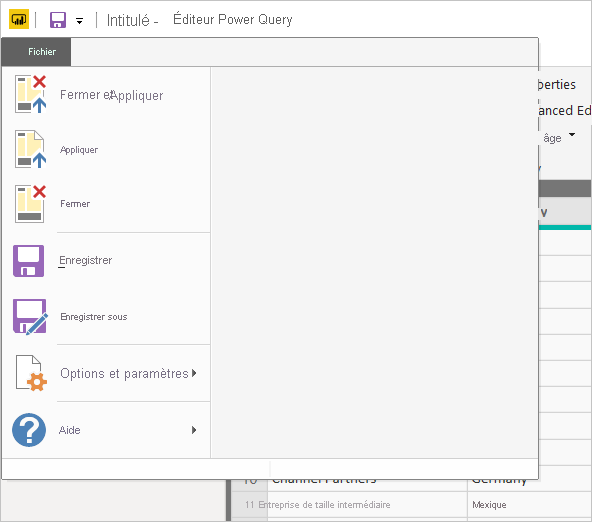 Intitulé - Éditeur Power Query
Fichier
Fermer et Appliquer
Appliquer
Fermer
Enregistrer
Enregistrer sous
Options et paramètres
Aide
perties
anced Ed
âge
10 Channel Partners Germany
11 Entreprise de taille intermédiaire Mexique